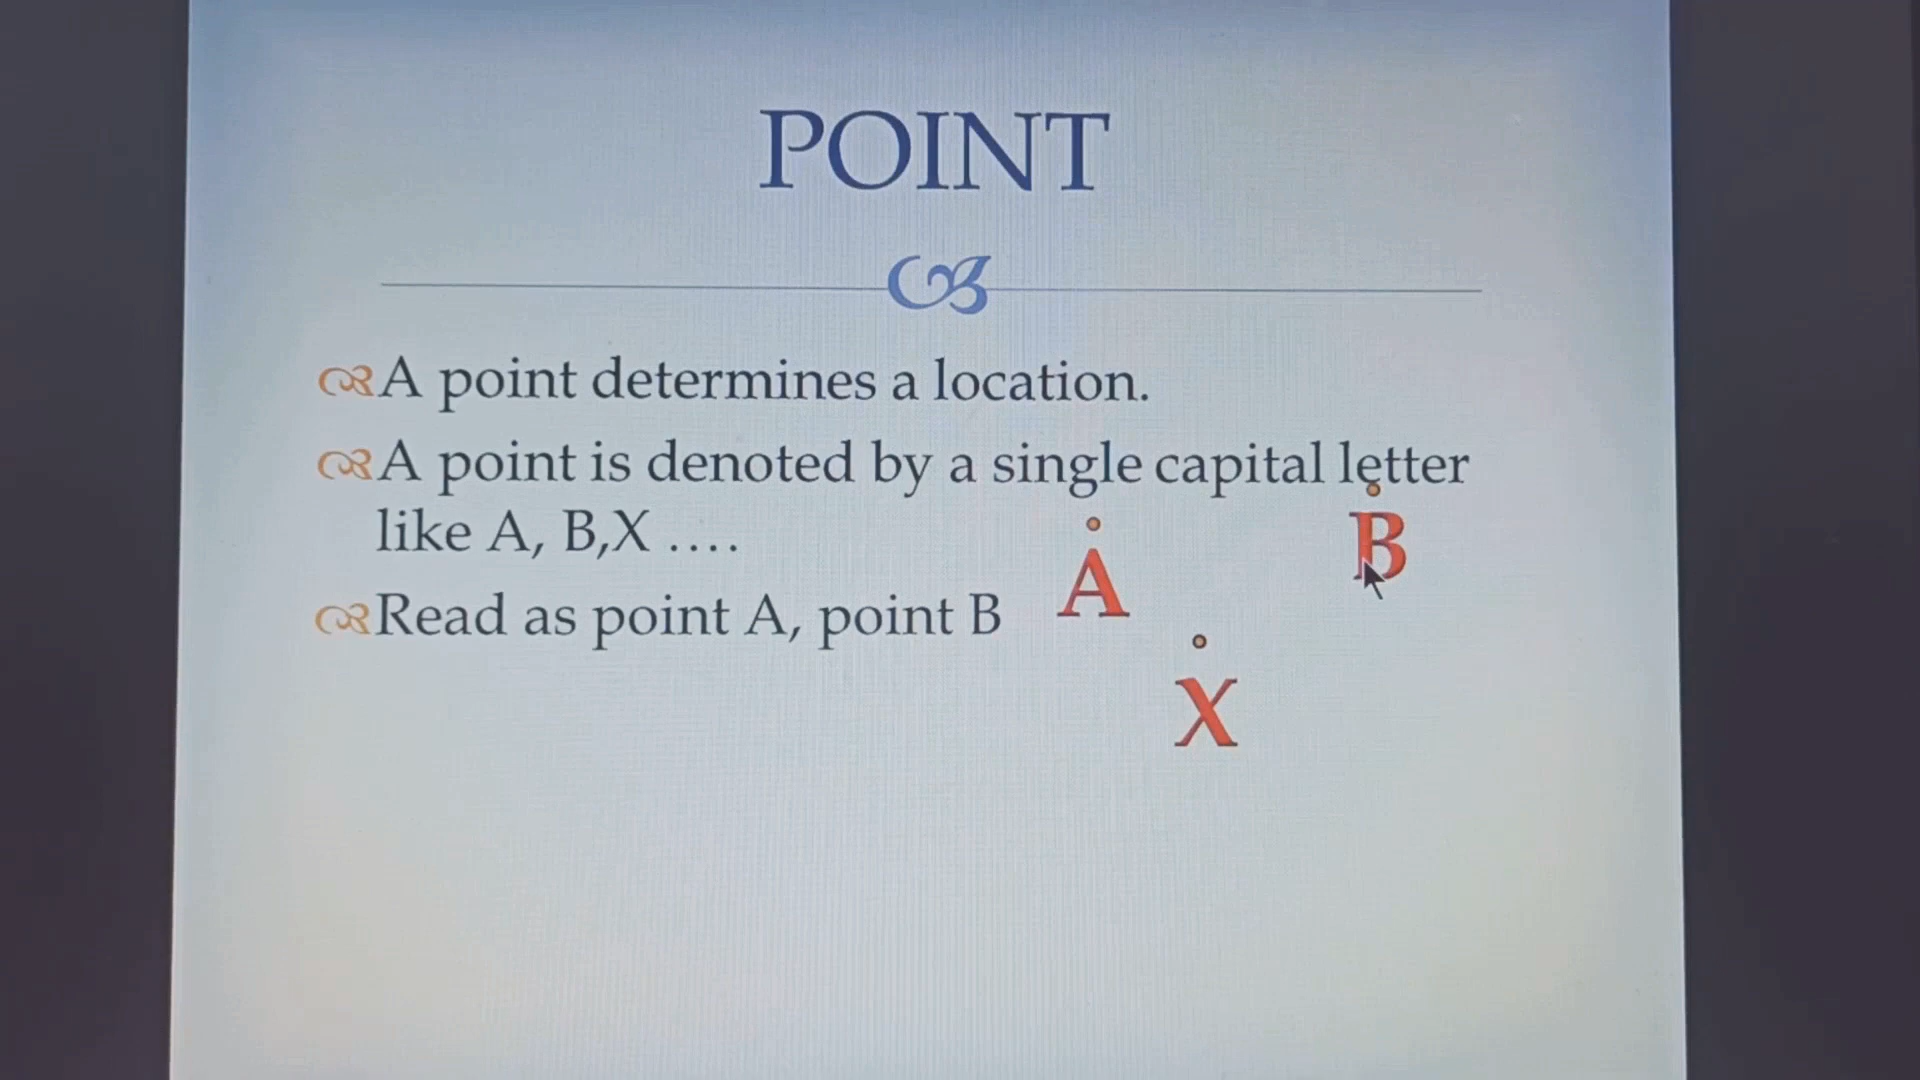 POINT
A point determines a location.
A point is denoted by a single capital letter
like A, B,X ....
Read as point A, point B
A
B
X